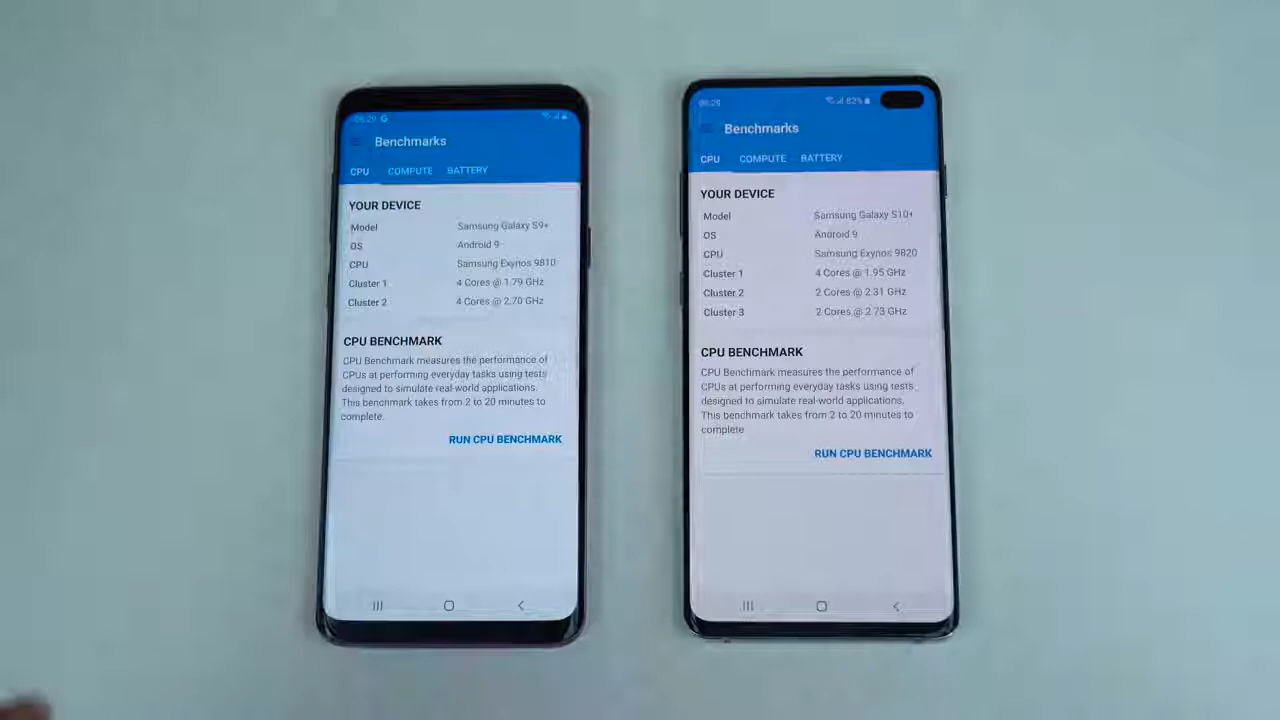 06:29 G
Benchmarks
CPU COMPUTE BATTERY
YOUR DEVICE
Model Samsung Galaxy S9+
OS Android 9
CPU Samsung Exynos 9810
Cluster 1 4 Cores @ 1.79 GHz
Cluster 2 4 Cores @ 2.70 GHz
CPU BENCHMARK
CPU Benchmark measures the performance of
CPUs at performing everyday tasks using tests
designed to simulate real-world applications.
This benchmark takes from 2 to 20 minutes to
complete.
RUN CPU BENCHMARK
06:29 82%
Benchmarks
CPU COMPUTE BATTERY
YOUR DEVICE
Model Samsung Galaxy S10+
OS Android 9
CPU Samsung Exynos 9820
Cluster 1 4 Cores @ 1.95 GHz
Cluster 2 2 Cores @ 2.31 GHz
Cluster 3 2 Cores @ 2.73 GHz
CPU BENCHMARK
CPU Benchmark measures the performance of
CPUs at performing everyday tasks using tests
designed to simulate real-world applications.
This benchmark takes from 2 to 20 minutes to
complete
RUN CPU BENCHMARK